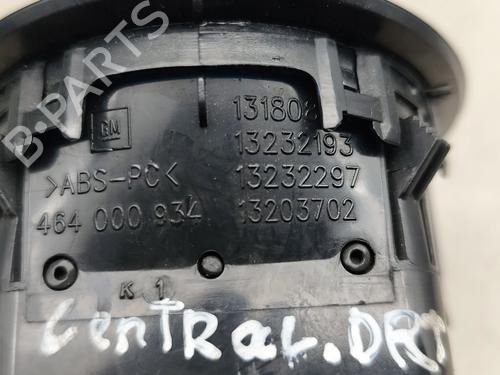 B-PARTS
131808
GM 13232193
>ABS-PC< 13232297
464 000 934 13203702
K 1
CENTRAL.DRT